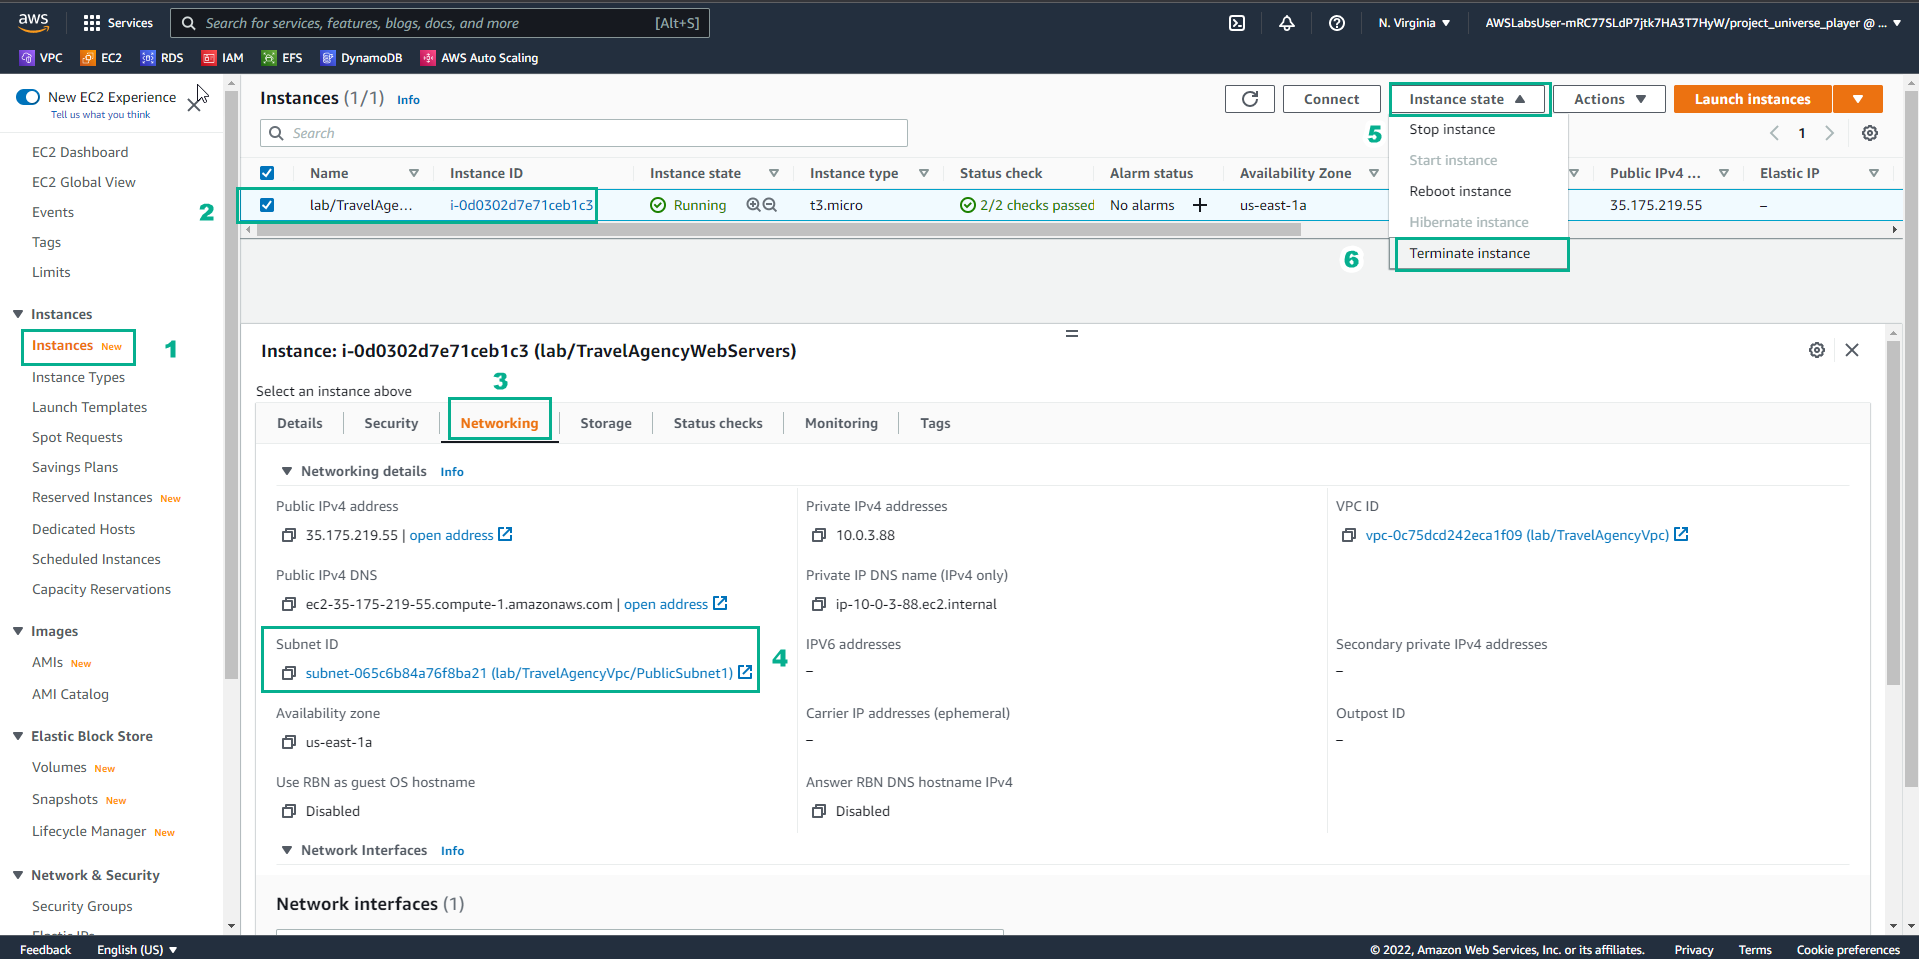 aws
Services
Search for services, features, blogs, docs, and more
[Alt+S]
N. Virginia ▼
AWSLabsUser-mRC77SLdP7jtk7HA3T7HyW/project_universe_player @ ... ▼
VPC
EC2
RDS
IAM
EFS
DynamoDB
AWS Auto Scaling
New EC2 Experience
Tell us what you think
EC2 Dashboard
EC2 Global View
Events
Tags
Limits
Instances
Instances New
1
Instance Types
Launch Templates
Spot Requests
Savings Plans
Reserved Instances New
Dedicated Hosts
Scheduled Instances
Capacity Reservations
Images
AMIs New
AMI Catalog
Elastic Block Store
Volumes New
Snapshots New
Lifecycle Manager New
Network & Security
Security Groups
Instances (1/1) Info
Connect
Instance state ▲
Actions ▼
Launch instances ▼
Search
5
Stop instance
Start instance
Reboot instance
Hibernate instance
6
Terminate instance
1
Name
Instance ID
Instance state
Instance type
Status check
Alarm status
Availability Zone
Public IPv4 ...
Elastic IP
2
lab/TravelAge...
i-0d0302d7e71ceb1c3
Running
t3.micro
2/2 checks passed
No alarms +
us-east-1a
35.175.219.55
–
Instance: i-0d0302d7e71ceb1c3 (lab/TravelAgencyWebServers)
Select an instance above
3
Details
Security
Networking
Storage
Status checks
Monitoring
Tags
Networking details Info
Public IPv4 address
35.175.219.55 | open address
Private IPv4 addresses
10.0.3.88
VPC ID
vpc-0c75dcd242eca1f09 (lab/TravelAgencyVpc)
Public IPv4 DNS
ec2-35-175-219-55.compute-1.amazonaws.com | open address
Private IP DNS name (IPv4 only)
ip-10-0-3-88.ec2.internal
Subnet ID
subnet-065c6b84a76f8ba21 (lab/TravelAgencyVpc/PublicSubnet1)
4
IPV6 addresses
–
Secondary private IPv4 addresses
–
Availability zone
us-east-1a
Carrier IP addresses (ephemeral)
–
Outpost ID
–
Use RBN as guest OS hostname
Disabled
Answer RBN DNS hostname IPv4
Disabled
Network Interfaces Info
Network interfaces (1)
Feedback
English (US) ▼
© 2022, Amazon Web Services, Inc. or its affiliates.
Privacy
Terms
Cookie preferences